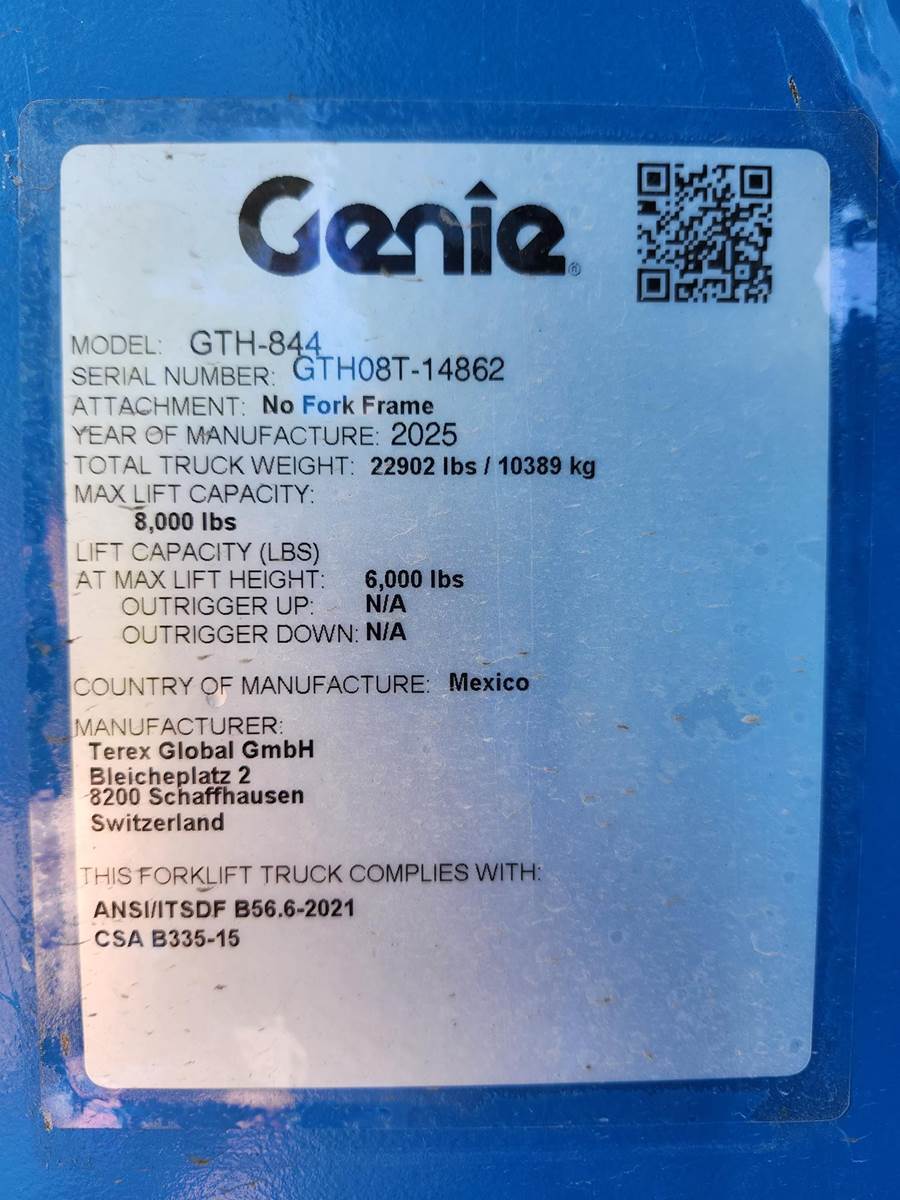 Genie®
MODEL: GTH-844
SERIAL NUMBER: GTH08T-14862
ATTACHMENT: No Fork Frame
YEAR OF MANUFACTURE: 2025
TOTAL TRUCK WEIGHT: 22902 lbs / 10389 kg
MAX LIFT CAPACITY:
8,000 lbs
LIFT CAPACITY (LBS)
AT MAX LIFT HEIGHT: 6,000 lbs
OUTRIGGER UP: N/A
OUTRIGGER DOWN: N/A
COUNTRY OF MANUFACTURE: Mexico
MANUFACTURER:
Terex Global GmbH
Bleicheplatz 2
8200 Schaffhausen
Switzerland
THIS FORKLIFT TRUCK COMPLIES WITH:
ANSI/ITSDF B56.6-2021
CSA B335-15